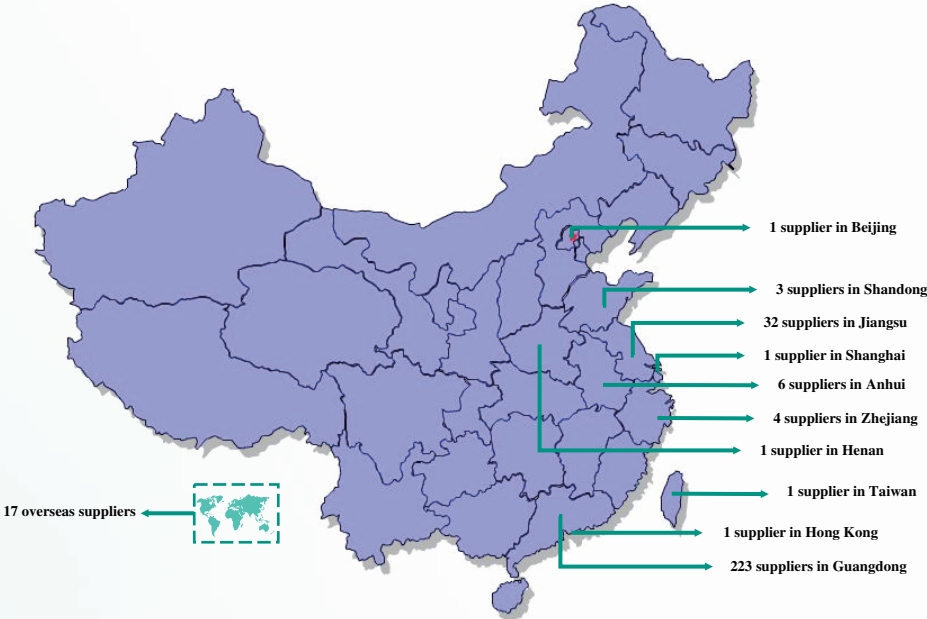 1 supplier in Beijing
3 suppliers in Shandong
32 suppliers in Jiangsu
1 supplier in Shanghai
6 suppliers in Anhui
4 suppliers in Zhejiang
1 supplier in Henan
1 supplier in Taiwan
17 overseas suppliers
1 supplier in Hong Kong
223 suppliers in Guangdong